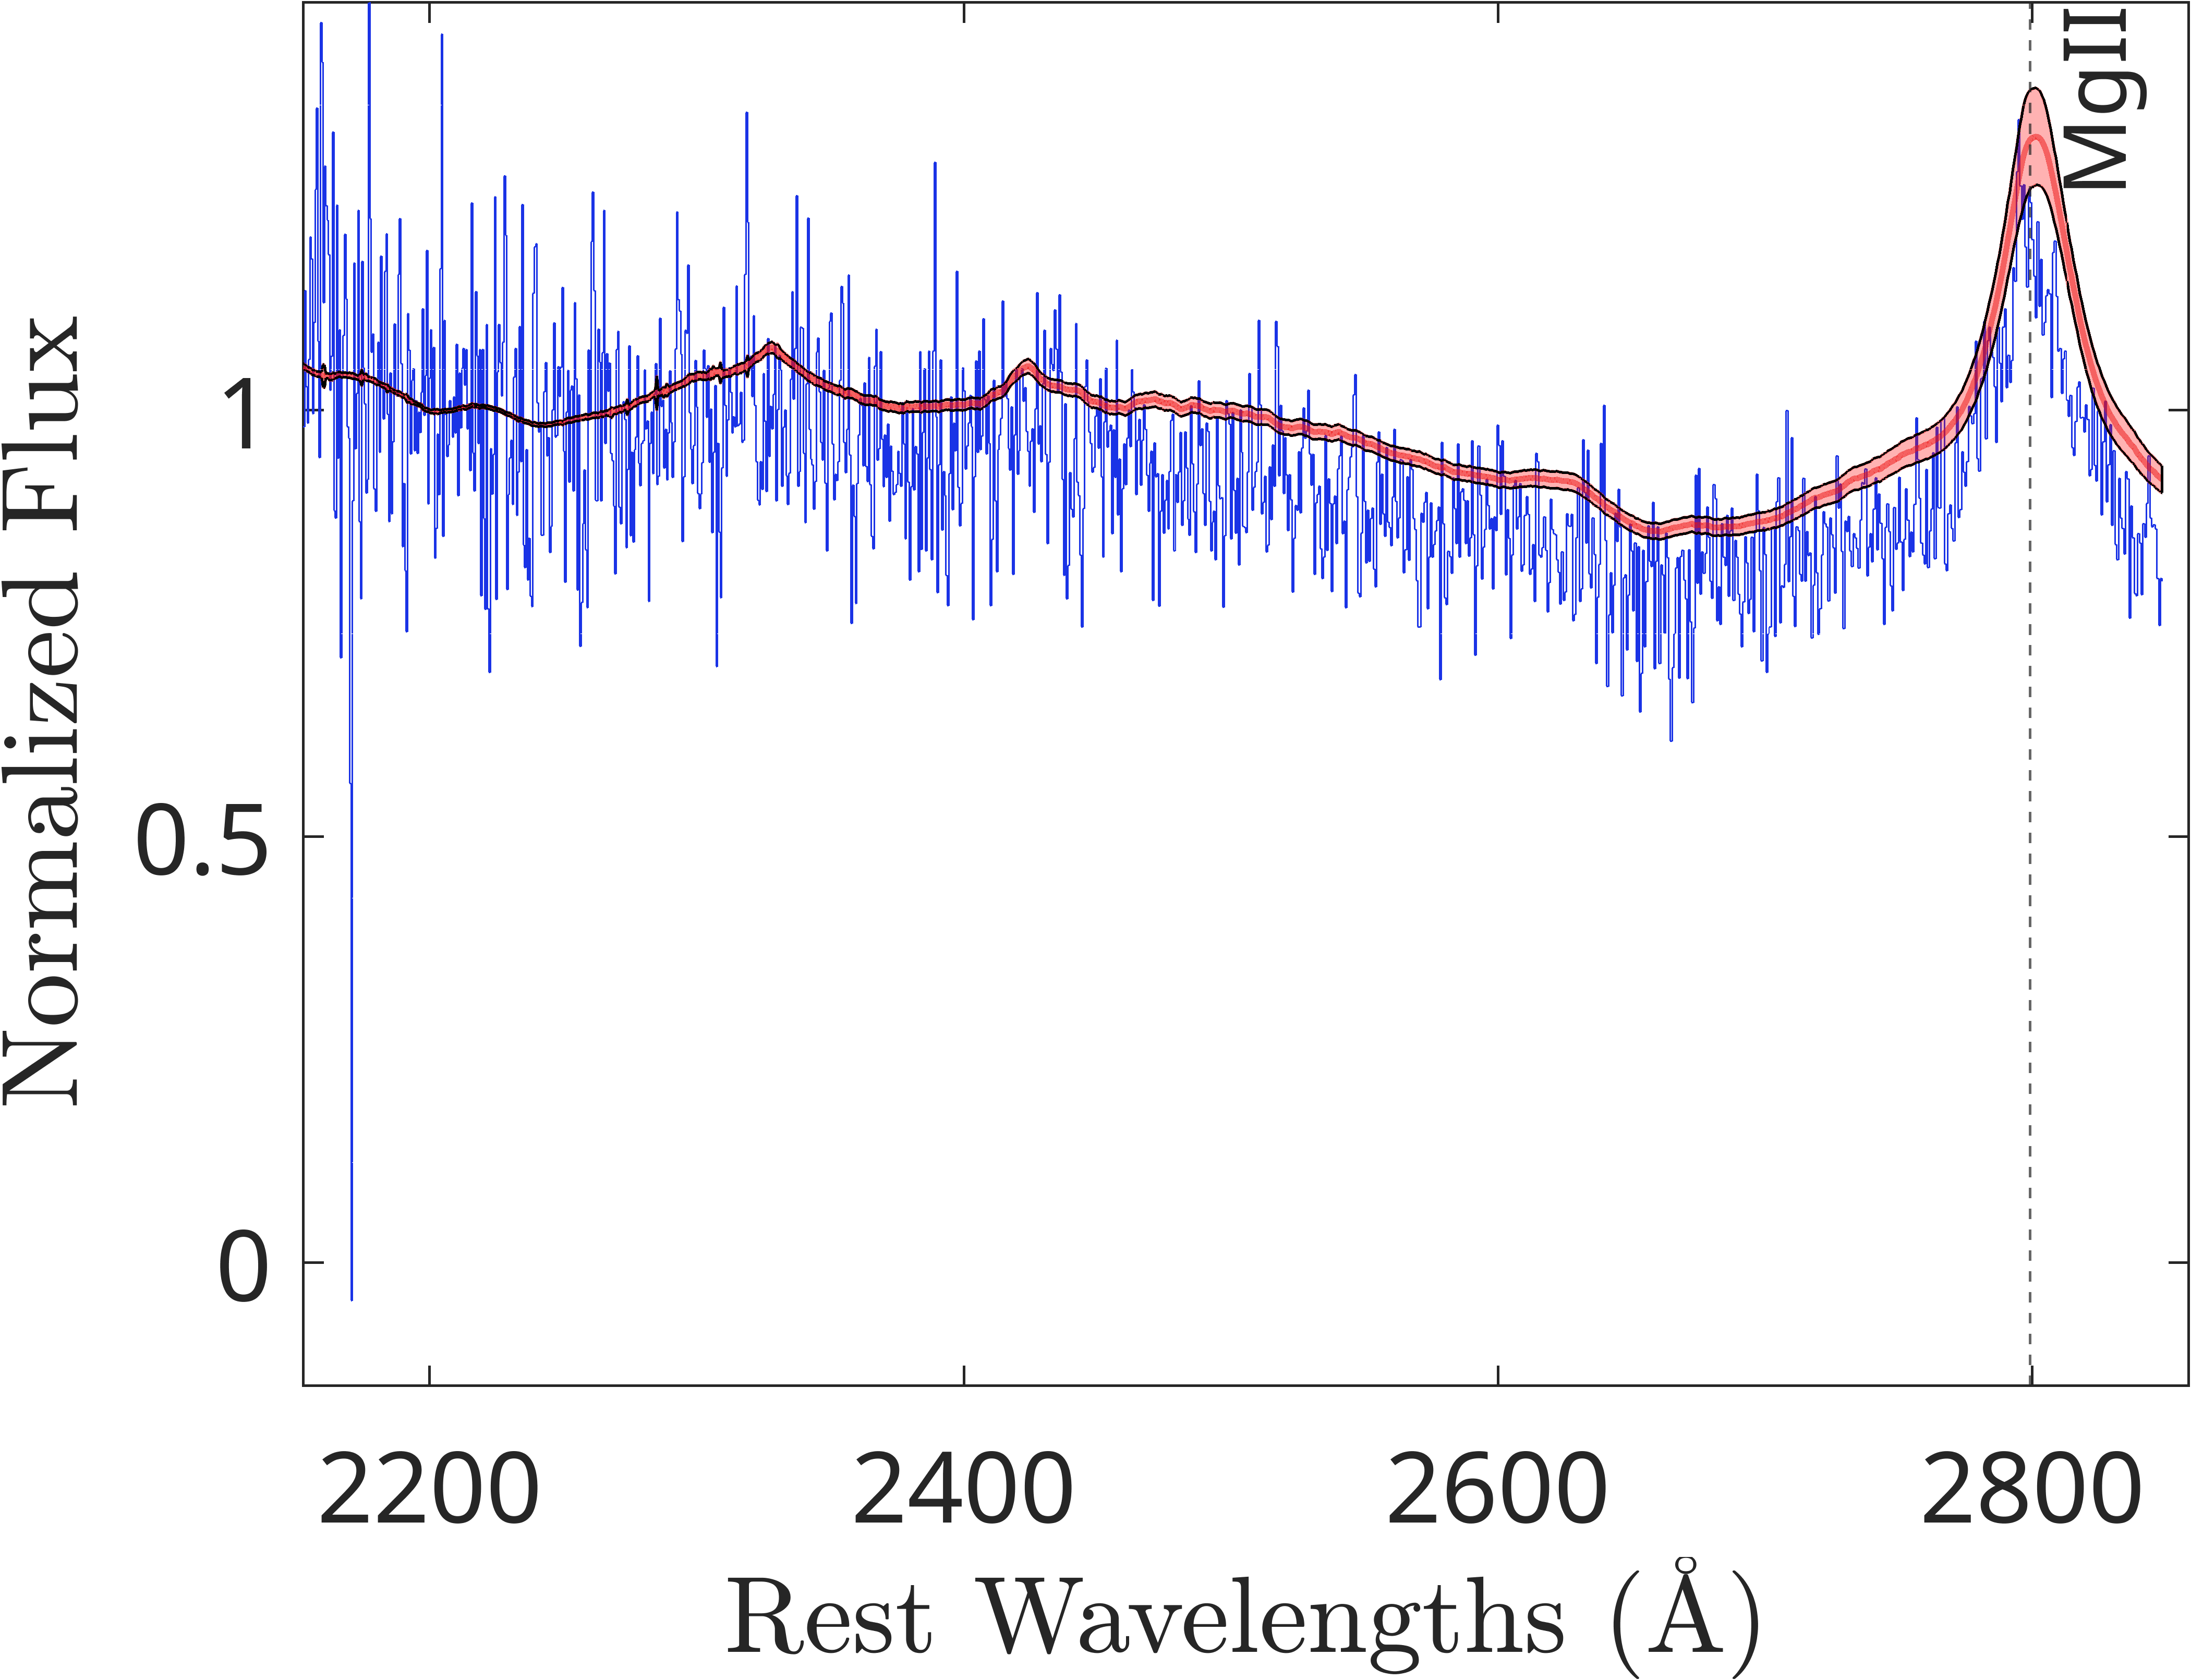 MgII
Normalized Flux
1
0.5
0
2200
2400
2600
2800
Rest Wavelengths (Å)